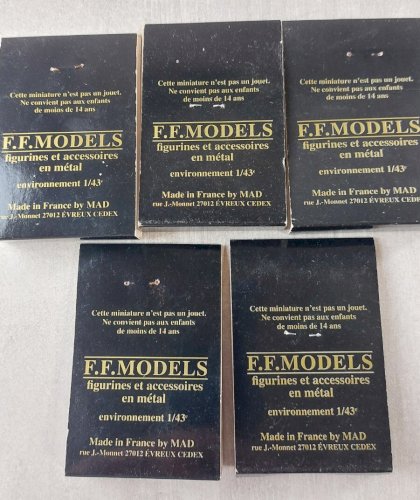 Cette miniature n'est pas un jouet.
Ne convient pas aux enfants
de moins de 14 ans
F.F.MODELS
figurines et accessoires
en métal
environnement 1/43e
Made in France by MAD
rue J.-Monnet 27012 ÉVREUX CEDEX
Cette miniature n'est pas un jouet.
Ne convient pas aux enfants
de moins de 14 ans
F.F.MODELS
figurines et accessoires
en métal
environnement 1/43e
Made in France by MAD
rue J.-Monnet 27012 ÉVREUX CEDEX
Cette miniature n'est pas un jouet.
Ne convient pas aux enfants
de moins de 14 ans
F.F.MODELS
figurines et accessoires
en métal
environnement 1/43e
Made in France by MAD
rue J.-Monnet 27012 ÉVREUX CEDEX
Cette miniature n'est pas un jouet.
Ne convient pas aux enfants
de moins de 14 ans
F.F.MODELS
figurines et accessoires
en métal
environnement 1/43e
Made in France by MAD
rue J.-Monnet 27012 ÉVREUX CEDEX
Cette miniature n'est pas un jouet.
Ne convient pas aux enfants
de moins de 14 ans
F.F.MODELS
figurines et accessoires
en métal
environnement 1/43e
Made in France by MAD
rue J.-Monnet 27012 ÉVREUX CEDEX